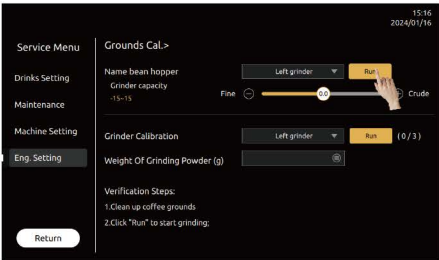 15:16
2024/01/16
Service Menu
Grounds Cal.>
Drinks Setting
Maintenance
Machine Setting
Eng. Setting
Return
Name bean hopper
Left grinder
Run
Grinder capacity
-15~15
Fine
0.0
Crude
Grinder Calibration
Left grinder
Run
(0/3)
Weight Of Grinding Powder (g)
Verification Steps:
1.Clean up coffee grounds
2.Click "Run" to start grinding;